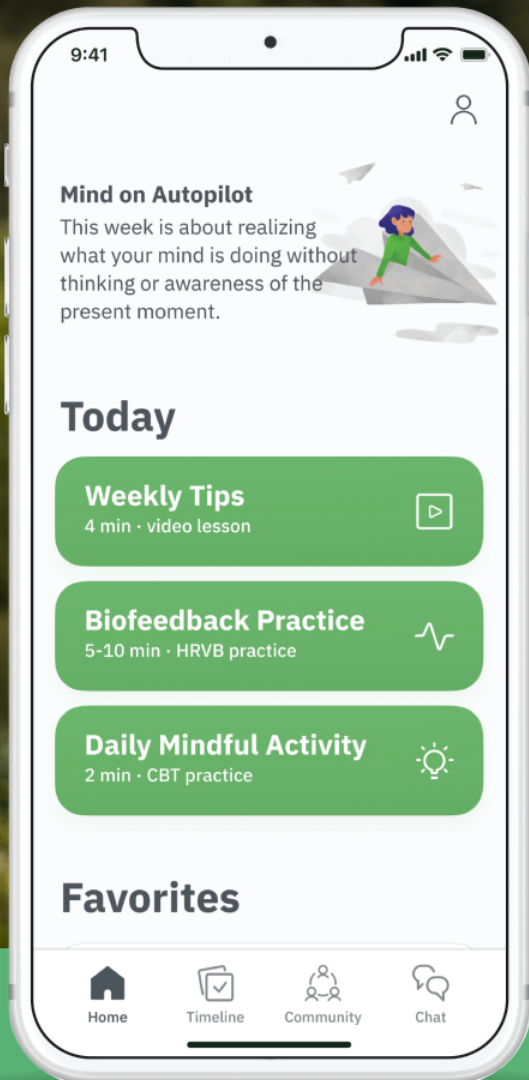 9:41
Mind on Autopilot
This week is about realizing
what your mind is doing without
thinking or awareness of the
present moment.
Today
Weekly Tips
4 min · video lesson
Biofeedback Practice
5-10 min · HRVB practice
Daily Mindful Activity
2 min · CBT practice
Favorites
Home
Timeline
Community
Chat